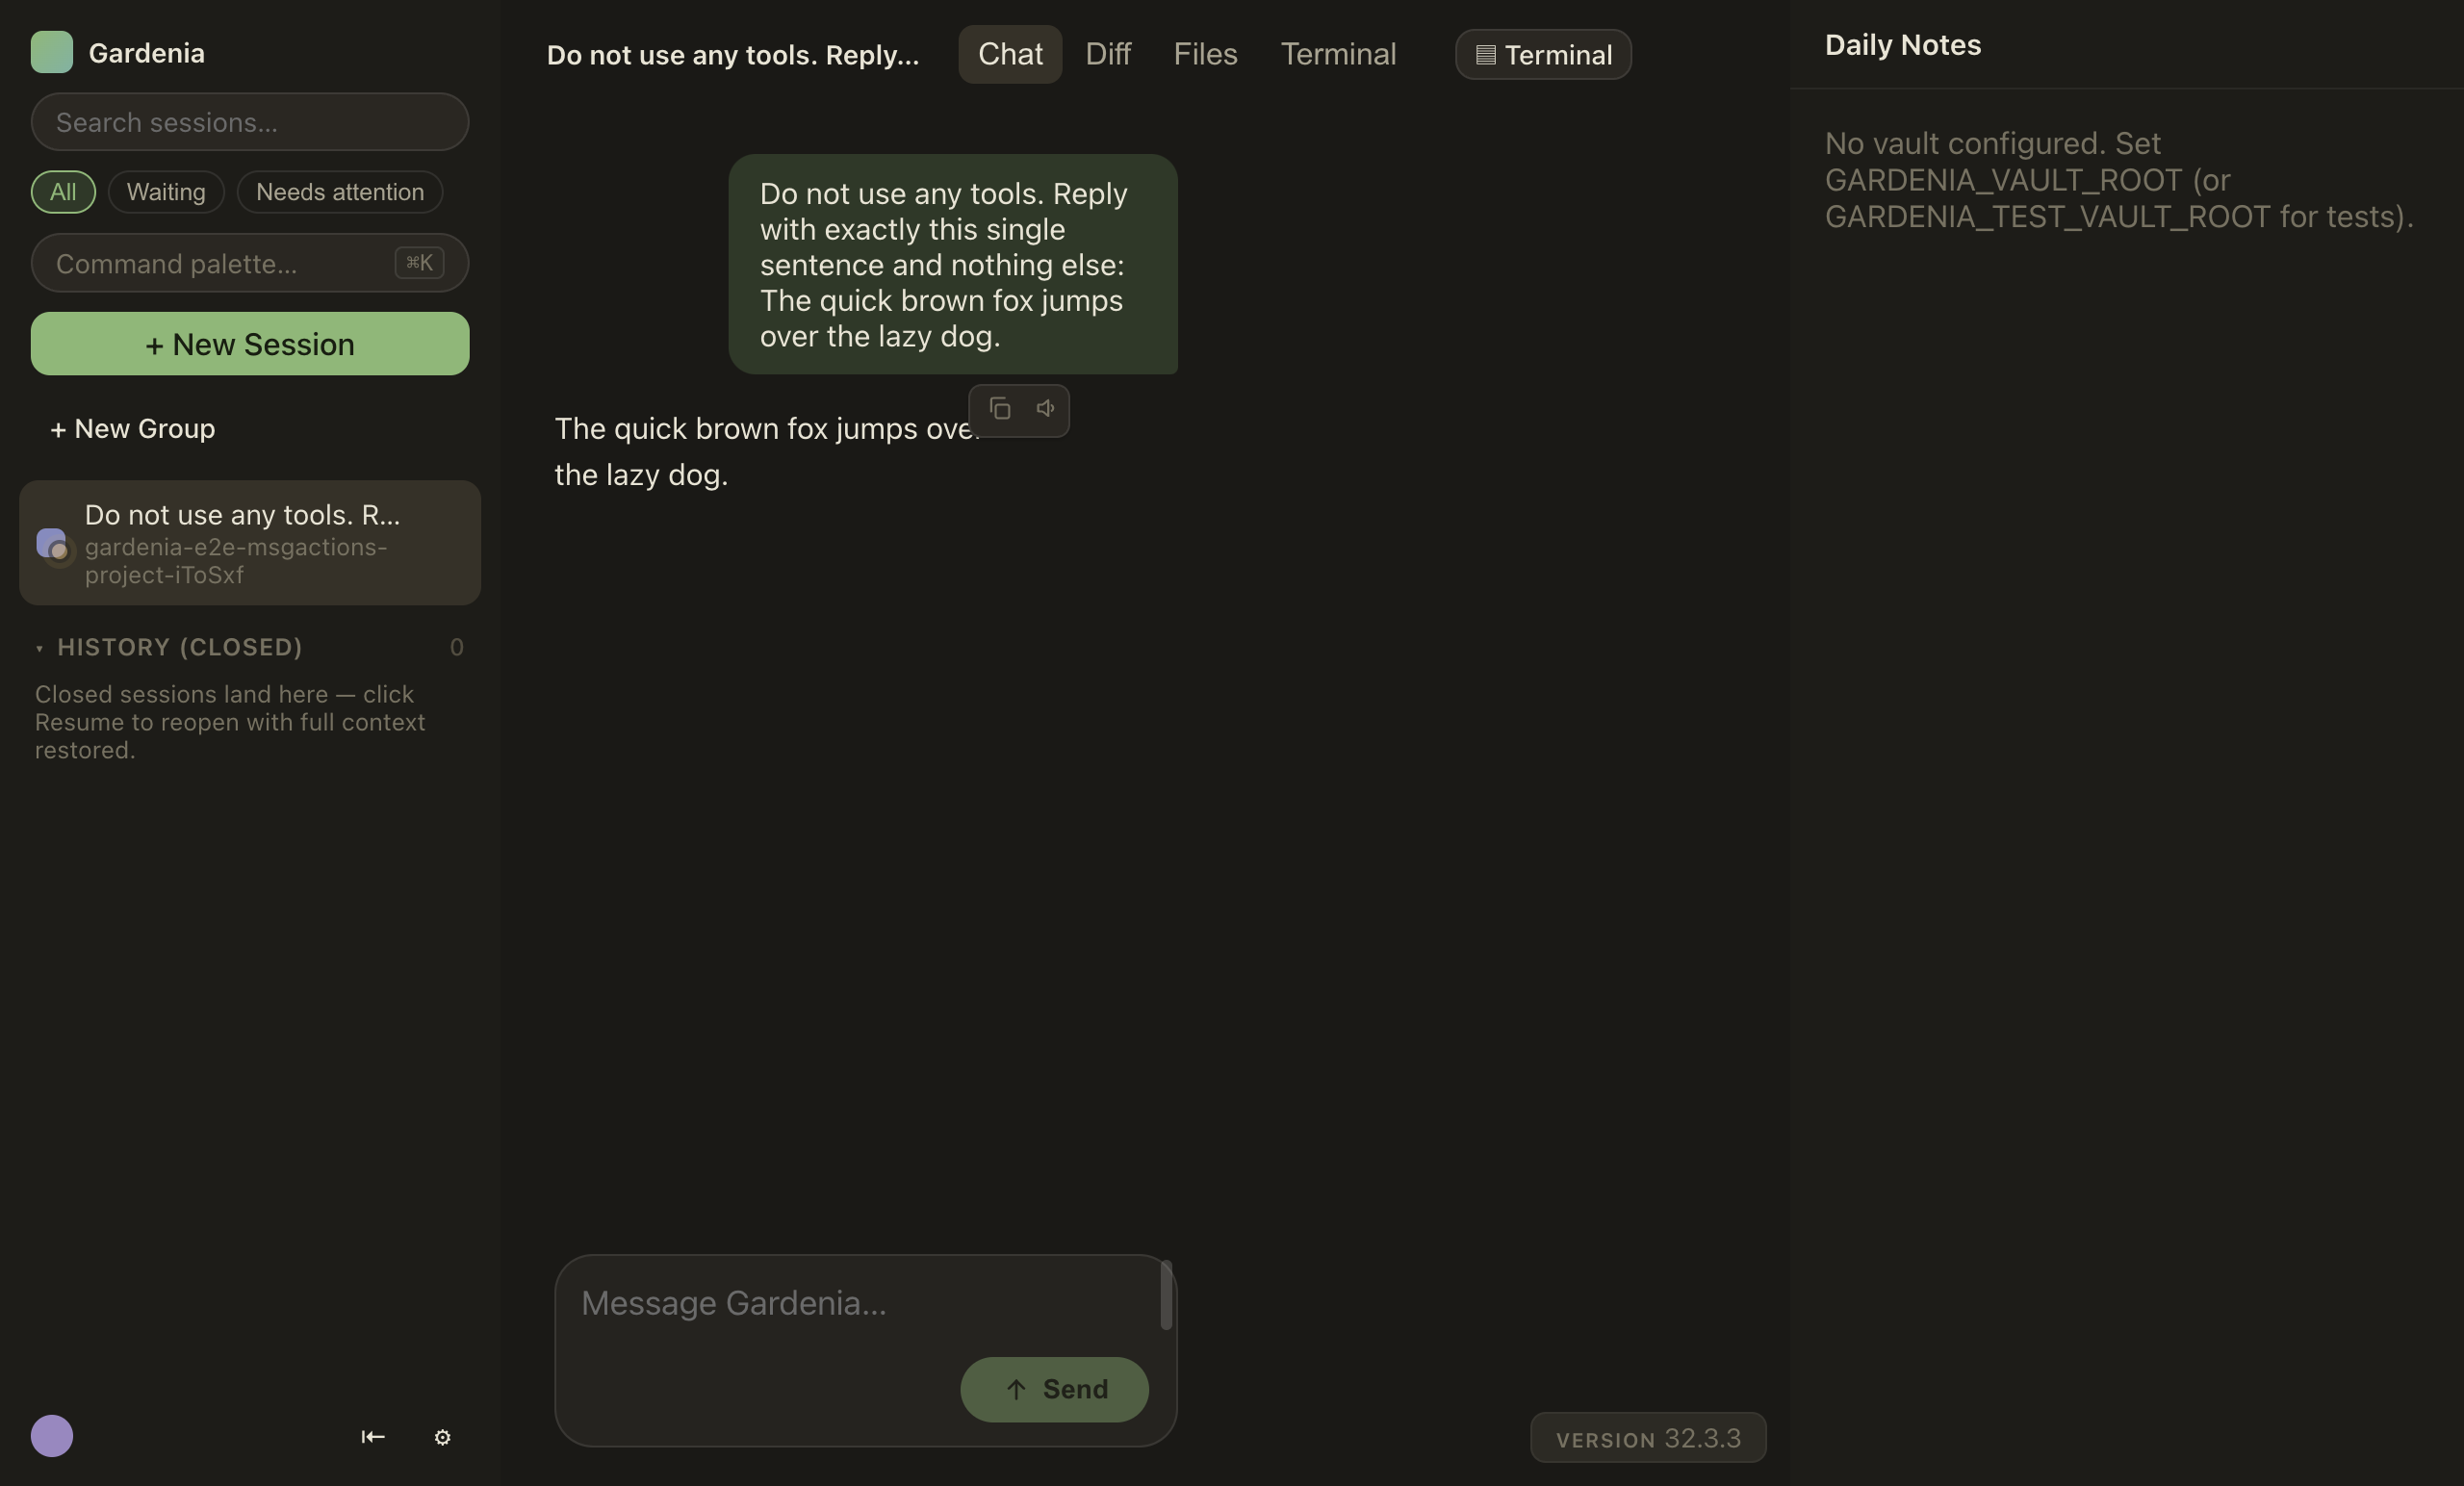 Gardenia
Search sessions...
All
Waiting
Needs attention
Command palette...
⌘K
+ New Session
+ New Group
Do not use any tools. R...
gardenia-e2e-msgactions-
project-iToSxf
HISTORY (CLOSED)
0
Closed sessions land here — click
Resume to reopen with full context
restored.
Do not use any tools. Reply...
Chat
Diff
Files
Terminal
Terminal
Do not use any tools. Reply
with exactly this single
sentence and nothing else:
The quick brown fox jumps
over the lazy dog.
The quick brown fox jumps over
the lazy dog.
Message Gardenia...
Send
VERSION 32.3.3
Daily Notes
No vault configured. Set
GARDENIA_VAULT_ROOT (or
GARDENIA_TEST_VAULT_ROOT for tests).